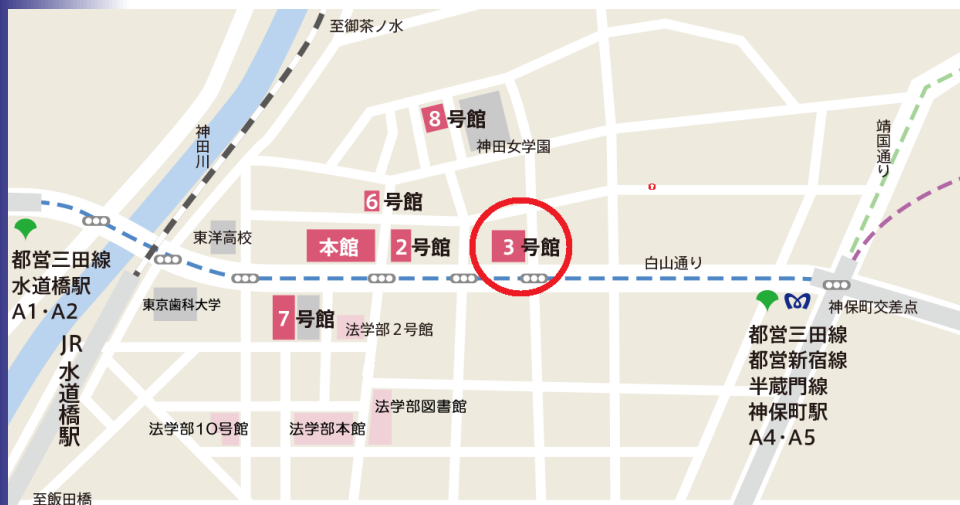 至御茶ノ水
神田川
8号館
神田女学園
靖国通り
6号館
東洋高校
本館
2号館
3号館
白山通り
都営三田線
水道橋駅
A1・A2
東京歯科大学
7号館
法学部2号館
神保町交差点
JR水道橋駅
都営三田線
都営新宿線
半蔵門線
神保町駅
A4・A5
法学部図書館
法学部10号館
法学部本館
至飯田橋